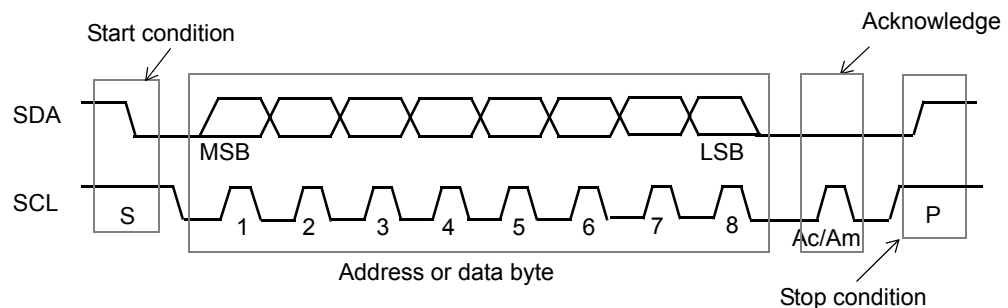 Start condition
Acknowledge
SDA
MSB
LSB
SCL
S
1
2
3
4
5
6
7
8
Ac/Am
P
Address or data byte
Stop condition